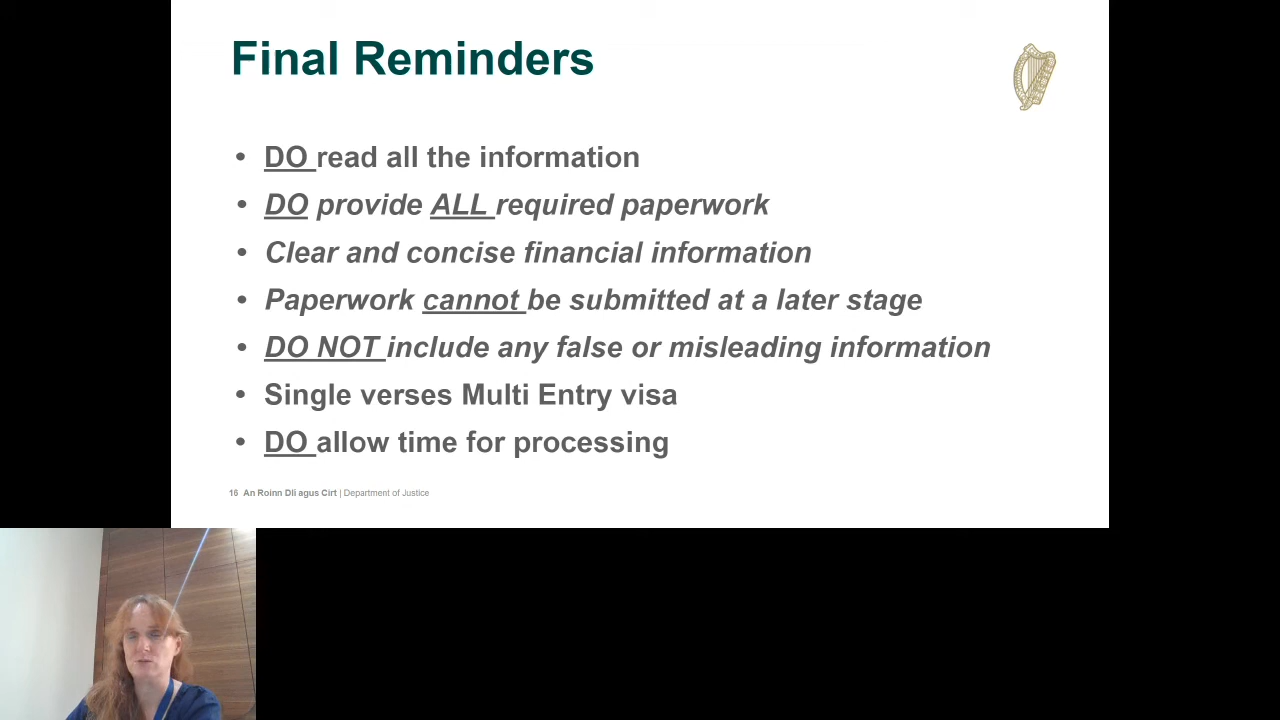 Final Reminders
• DO read all the information
• DO provide ALL required paperwork
• Clear and concise financial information
• Paperwork cannot be submitted at a later stage
• DO NOT include any false or misleading information
• Single verses Multi Entry visa
• DO allow time for processing
16 An Roinn Dlí agus Cirt | Department of Justice